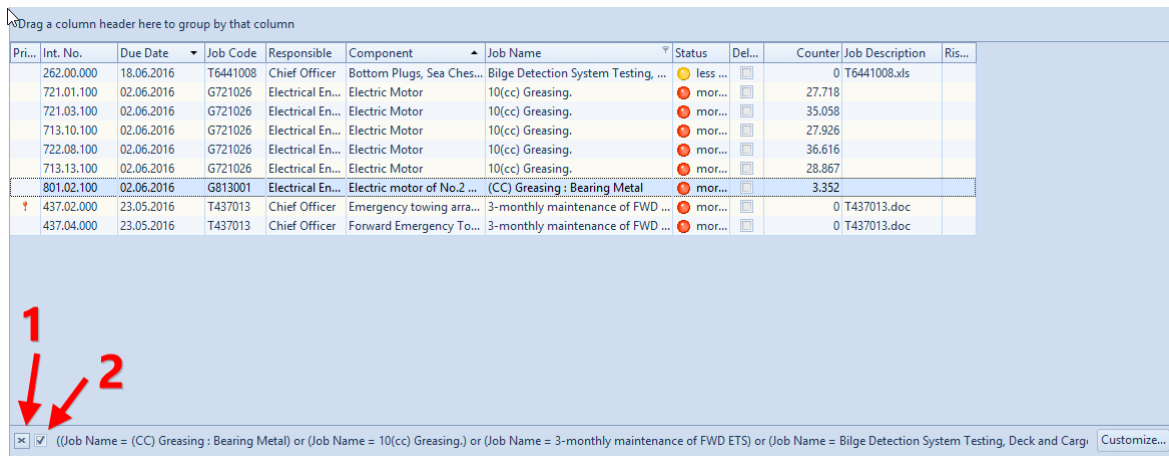 Drag a column header here to group by that column
Pri... Int. No. Due Date Job Code Responsible Component Job Name Status Del... Counter Job Description Ris...
262.00.000 18.06.2016 T6441008 Chief Officer Bottom Plugs, Sea Ches... Bilge Detection System Testing, ... less ... 0 T6441008.xls
721.01.100 02.06.2016 G721026 Electrical En... Electric Motor 10(cc) Greasing. mor... 27.718
721.03.100 02.06.2016 G721026 Electrical En... Electric Motor 10(cc) Greasing. mor... 35.058
713.10.100 02.06.2016 G721026 Electrical En... Electric Motor 10(cc) Greasing. mor... 27.926
722.08.100 02.06.2016 G721026 Electrical En... Electric Motor 10(cc) Greasing. mor... 36.616
713.13.100 02.06.2016 G721026 Electrical En... Electric Motor 10(cc) Greasing. mor... 28.867
801.02.100 02.06.2016 G813001 Electrical En... Electric motor of No.2 ... (CC) Greasing : Bearing Metal mor... 3.352
437.02.000 23.05.2016 T437013 Chief Officer Emergency towing arra... 3-monthly maintenance of FWD ... mor... 0 T437013.doc
437.04.000 23.05.2016 T437013 Chief Officer Forward Emergency To... 3-monthly maintenance of FWD ... mor... 0 T437013.doc
1
2
((Job Name = (CC) Greasing : Bearing Metal) or (Job Name = 10(cc) Greasing.) or (Job Name = 3-monthly maintenance of FWD ETS) or (Job Name = Bilge Detection System Testing, Deck and Carg Customize...